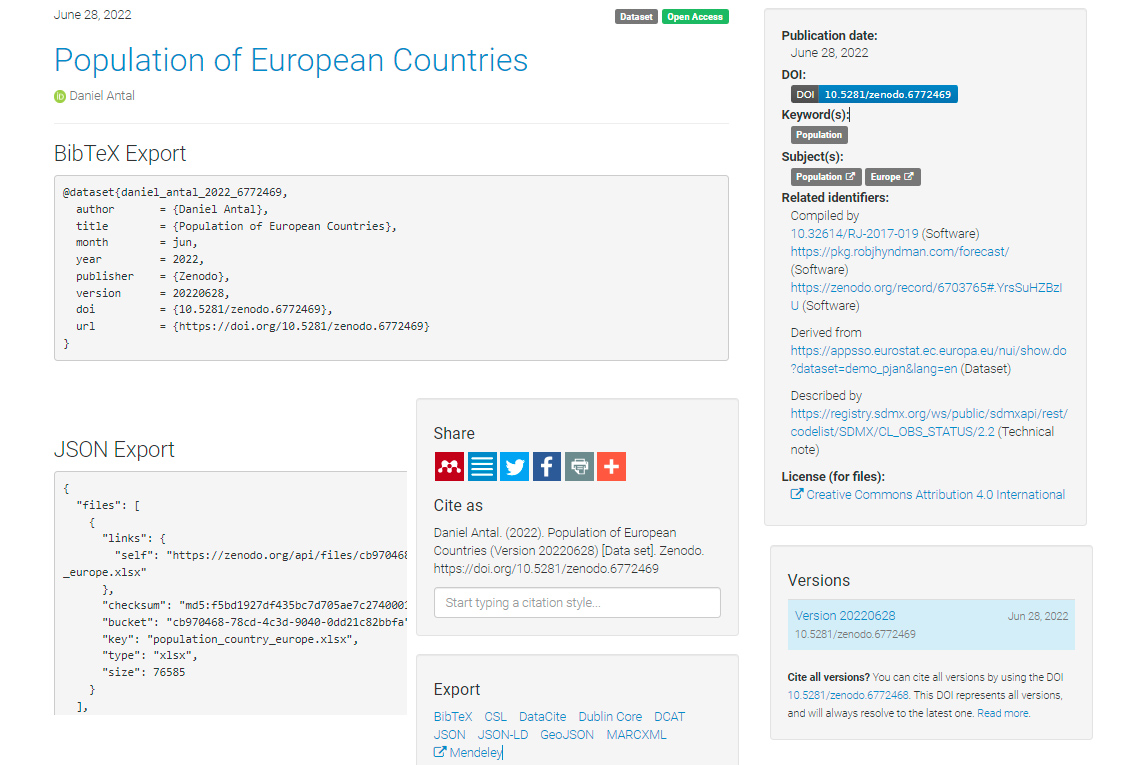 June 28, 2022
Dataset Open Access
Population of European Countries
Daniel Antal
BibTeX Export
@dataset{daniel_antal_2022_6772469,
author = {Daniel Antal},
title = {Population of European Countries},
month = jun,
year = 2022,
publisher = {Zenodo},
version = 20220628,
doi = {10.5281/zenodo.6772469},
url = {https://doi.org/10.5281/zenodo.6772469}
}
JSON Export
{
"files": [
{
"links": {
"self": "https://zenodo.org/api/files/cb970468
_europe.xlsx"
},
"checksum": "md5:f5bd1927df435bc7d705ae7c2740001
"bucket": "cb970468-78cd-4c3d-9040-0dd21c82bbfa"
"key": "population_country_europe.xlsx",
"type": "xlsx",
"size": 76585
}
],
Share
Cite as
Daniel Antal. (2022). Population of European
Countries (Version 20220628) [Data set]. Zenodo.
https://doi.org/10.5281/zenodo.6772469
Start typing a citation style...
Export
BibTeX CSL DataCite Dublin Core DCAT
JSON JSON-LD GeoJSON MARCXML
Mendeley
Publication date:
June 28, 2022
DOI:
DOI 10.5281/zenodo.6772469
Keyword(s):
Population
Subject(s):
Population Europe
Related identifiers:
Compiled by
10.32614/RJ-2017-019 (Software)
https://pkg.robjhyndman.com/forecast/
(Software)
https://zenodo.org/record/6703765#.YrsSuHZBzI
U (Software)
Derived from
https://appsso.eurostat.ec.europa.eu/nui/show.do
?dataset=demo_pjan&lang=en (Dataset)
Described by
https://registry.sdmx.org/ws/public/sdmxapi/rest/
codelist/SDMX/CL_OBS_STATUS/2.2 (Technical
note)
License (for files):
Creative Commons Attribution 4.0 International
Versions
Version 20220628 Jun 28, 2022
10.5281/zenodo.6772469
Cite all versions? You can cite all versions by using the DOI
10.5281/zenodo.6772468. This DOI represents all versions,
and will always resolve to the latest one. Read more.